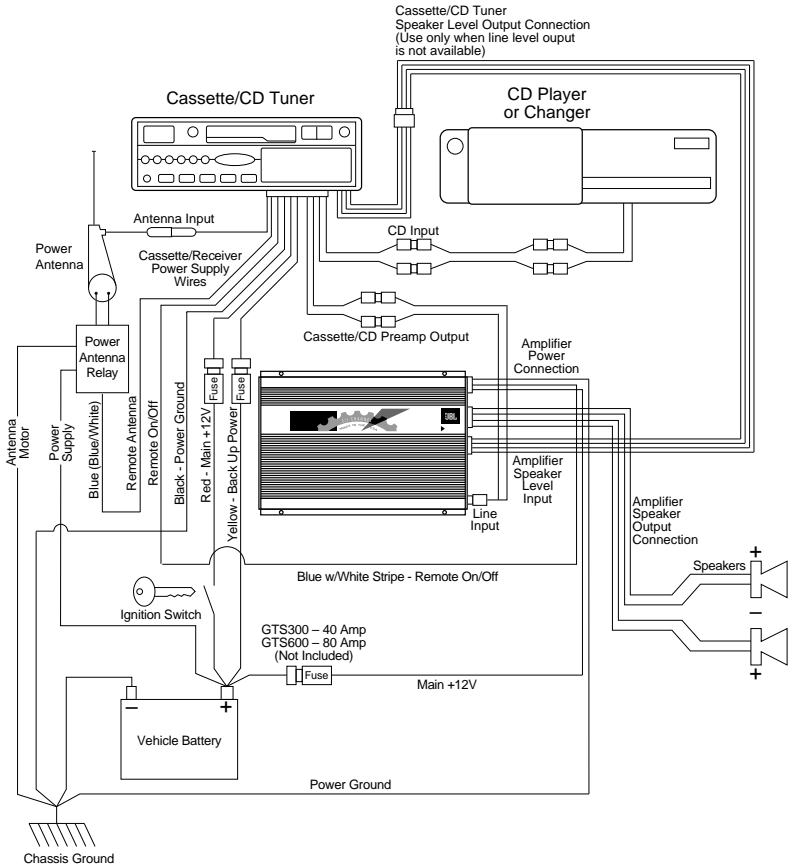 Cassette/CD Tuner
Speaker Level Output Connection
(Use only when line level ouput
is not available)
Cassette/CD Tuner
CD Player
or Changer
Antenna Input
CD Input
Power
Antenna
Cassette/Receiver
Power Supply
Wires
Cassette/CD Preamp Output
Power
Antenna
Relay
Amplifier
Power
Connection
Fuse
Fuse
Antenna
Motor
Power
Supply
Blue (Blue/White)
Remote Antenna
Remote On/Off
Black - Power Ground
Red - Main +12V
Yellow - Back Up Power
JBL
Amplifier
Speaker
Level
Input
Line
Input
Amplifier
Speaker
Output
Connection
Speakers
+
−
+
Blue w/White Stripe - Remote On/Off
Ignition Switch
GTS300 – 40 Amp
GTS600 – 80 Amp
(Not Included)
Fuse
Main +12V
− +
Vehicle Battery
Power Ground
Chassis Ground